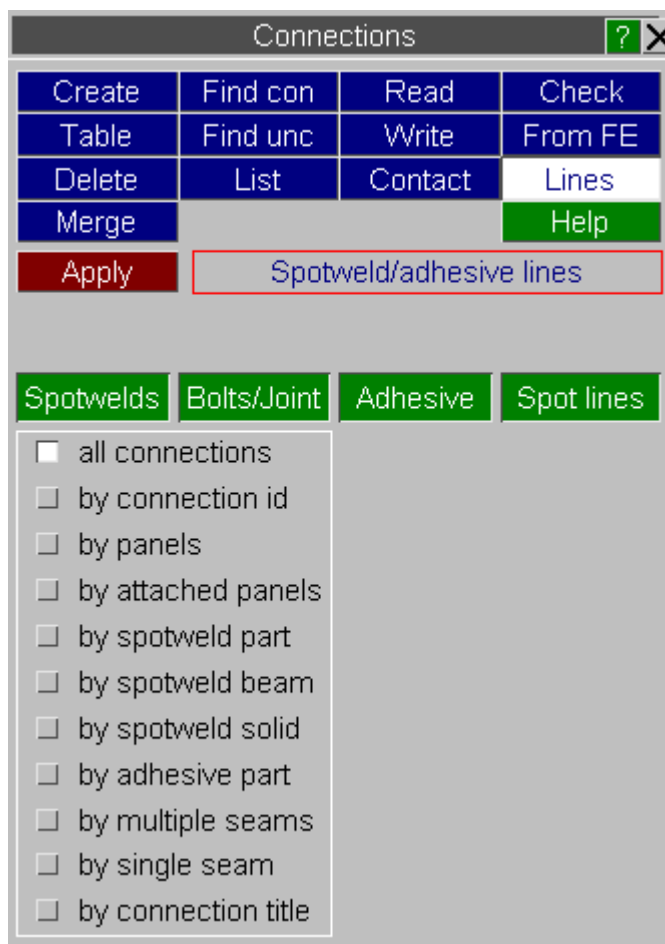 Connections ? X
Create Find con Read Check
Table Find unc Write From FE
Delete List Contact Lines
Merge Help
Apply Spotweld/adhesive lines
Spotwelds Bolts/Joint Adhesive Spot lines
all connections
by connection id
by panels
by attached panels
by spotweld part
by spotweld beam
by spotweld solid
by adhesive part
by multiple seams
by single seam
by connection title